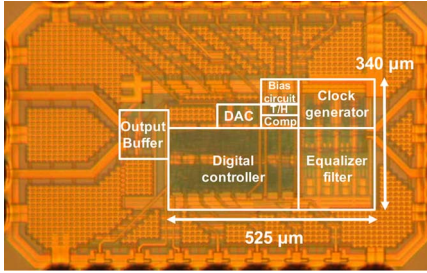 340 µm
Bias
circuit
Clock
generator
T/H
DAC
Comp
Output
Buffer
Digital
controller
Equalizer
filter
525 µm